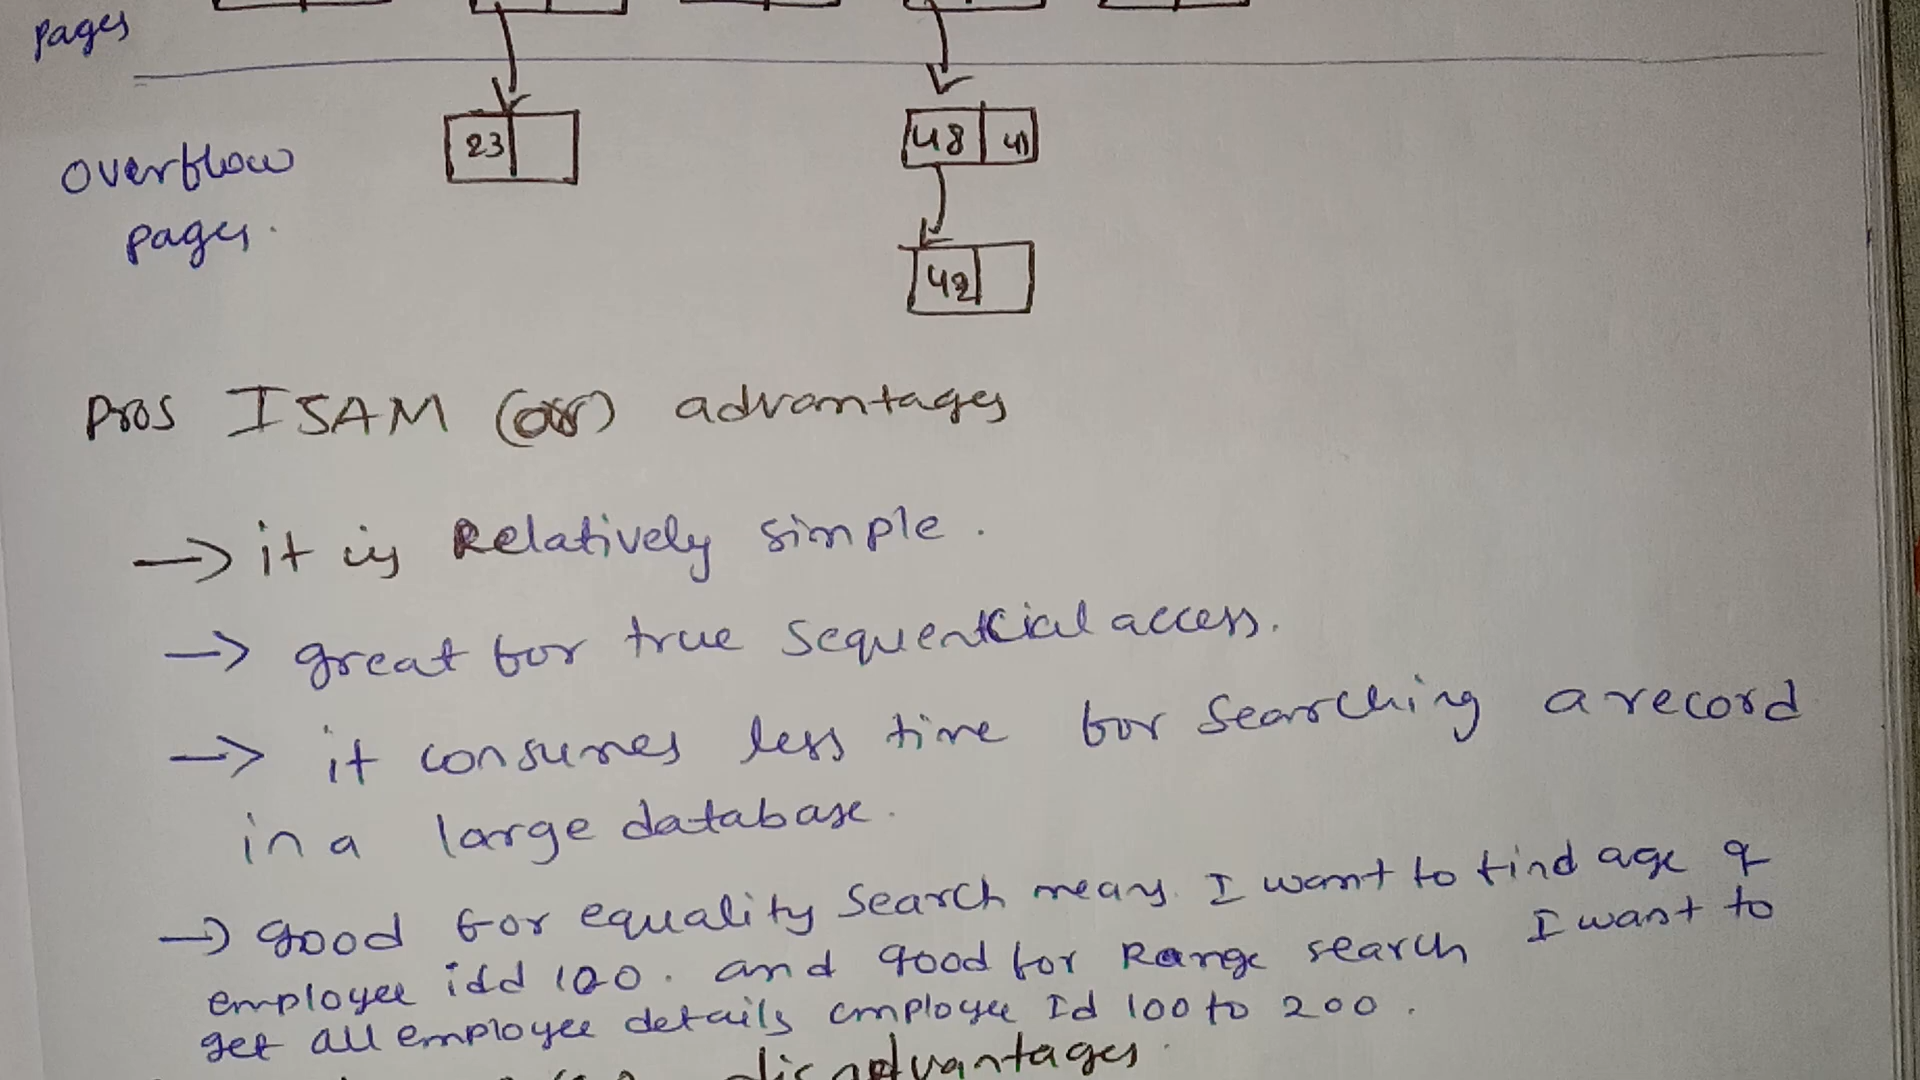 pages
23
48 41
overflow
pages.
42
Pros ISAM (or) advantages
→ it is Relatively simple.
→ great for true sequential access.
→ it consumes less time for searching a record
in a large database.
→ good for equality search means I want to find age of
employee idd 100. and good for Range search I want to
get all employee details employee Id 100 to 200.
disadvantages.